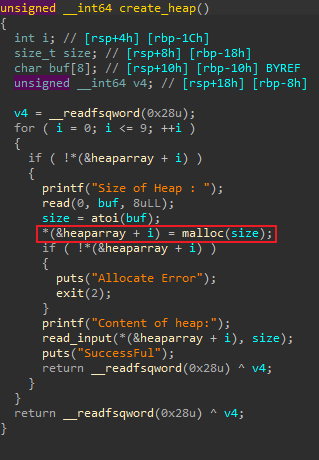 unsigned __int64 create_heap()
{
  int i; // [rsp+4h] [rbp-1Ch]
  size_t size; // [rsp+8h] [rbp-18h]
  char buf[8]; // [rsp+10h] [rbp-10h] BYREF
  unsigned __int64 v4; // [rsp+18h] [rbp-8h]

  v4 = __readfsqword(0x28u);
  for ( i = 0; i <= 9; ++i )
  {
    if ( !*(&heaparray + i) )
    {
      printf("Size of Heap : ");
      read(0, buf, 8uLL);
      size = atoi(buf);
      *(&heaparray + i) = malloc(size);
      if ( !*(&heaparray + i) )
      {
        puts("Allocate Error");
        exit(2);
      }
      printf("Content of heap:");
      read_input(*(&heaparray + i), size);
      puts("SuccessFul");
      return __readfsqword(0x28u) ^ v4;
    }
  }
  return __readfsqword(0x28u) ^ v4;
}